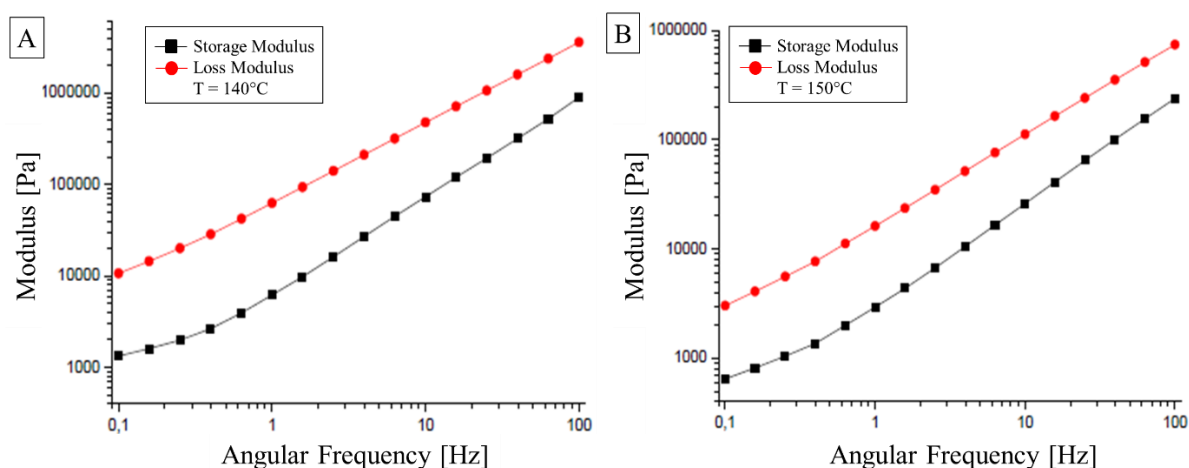 A
Storage Modulus
Loss Modulus
T = 140°C
Modulus [Pa]
1000000
100000
10000
1000
0,1
1
10
100
Angular Frequency [Hz]
B
Storage Modulus
Loss Modulus
T = 150°C
Modulus [Pa]
1000000
100000
10000
1000
0,1
1
10
100
Angular Frequency [Hz]